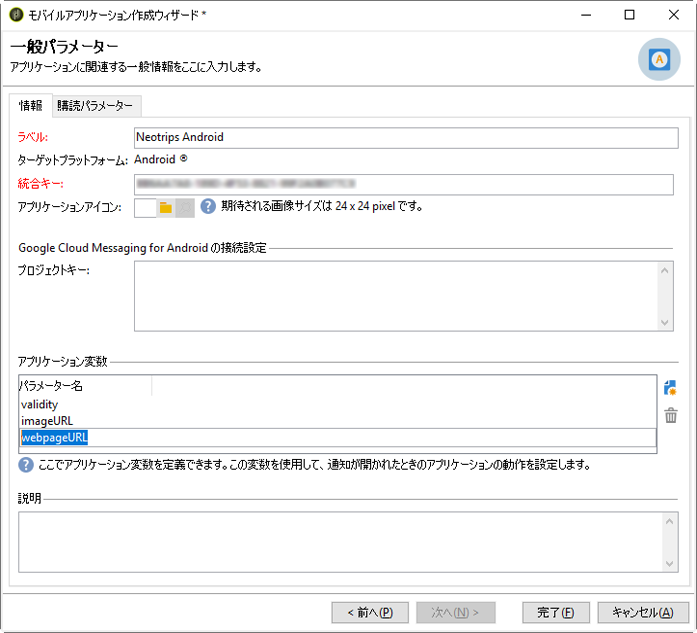 モバイルアプリケーション作成ウィザード *
一般パラメーター
アプリケーションに関連する一般情報をここに入力します。
情報 購読パラメーター
ラベル: Neotrips Android
ターゲットプラットフォーム: Android ®
統合キー:
アプリケーションアイコン: ? 期待される画像サイズは 24 x 24 pixel です。
Google Cloud Messaging for Android の接続設定
プロジェクトキー:
アプリケーション変数
パラメーター名
validity
imageURL
webpageURL
? ここでアプリケーション変数を定義できます。この変数を使用して、通知が開かれたときのアプリケーションの動作を設定します。
説明
< 前へ(P) 次へ(N) > 完了(F) キャンセル(A)